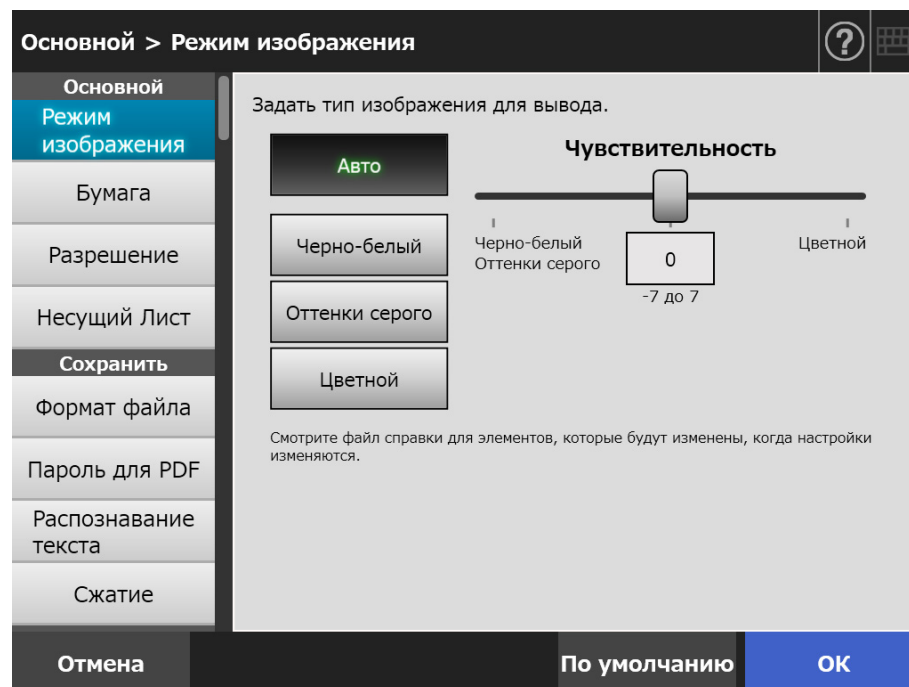 Основной > Режим изображения
?
Основной
Режим
изображения
Бумага
Разрешение
Несущий Лист
Сохранить
Формат файла
Пароль для PDF
Распознавание
текста
Сжатие
Задать тип изображения для вывода.
Авто
Черно-белый
Оттенки серого
Цветной
Чувствительность
Черно-белый
Оттенки серого
Цветной
0
-7 до 7
Смотрите файл справки для элементов, которые будут изменены, когда настройки
изменяются.
Отмена
По умолчанию
ОК